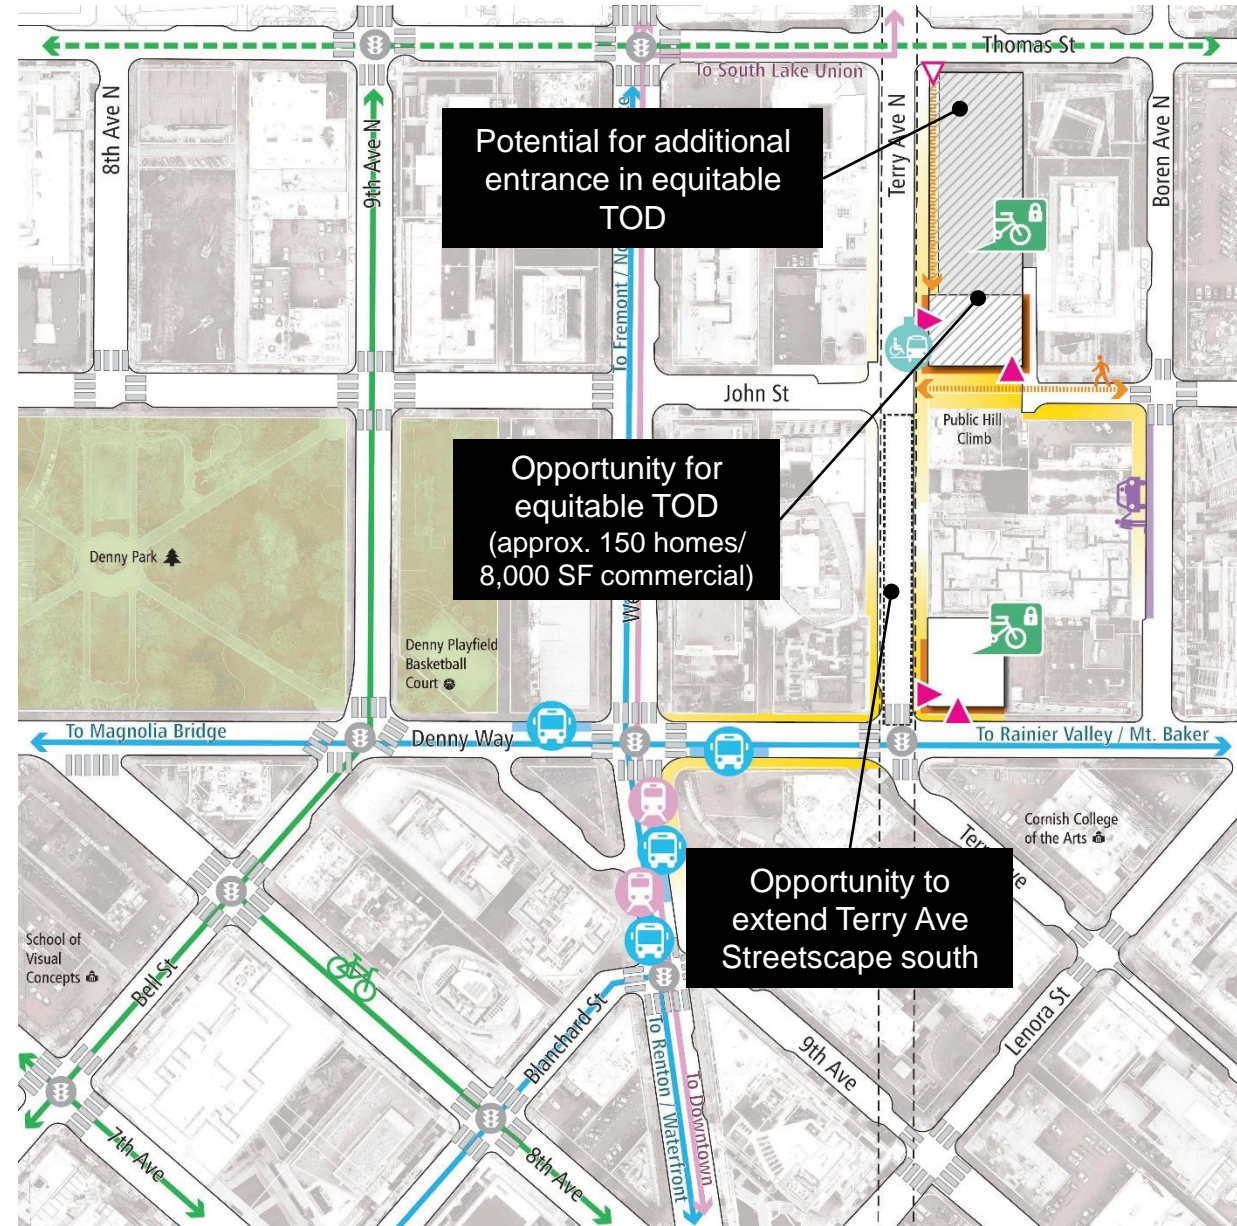 Thomas St
To South Lake Union
8th Ave N
9th Ave N
Terry Ave N
Boren Ave N
Potential for additional
entrance in equitable
TOD
To Fremont / No
John St
Public Hill
Climb
Opportunity for
equitable TOD
(approx. 150 homes/
8,000 SF commercial)
We
Denny Park
Denny Playfield
Basketball
Court
To Magnolia Bridge
Denny Way
To Rainier Valley / Mt. Baker
Cornish College
of the Arts
Opportunity to
extend Terry Ave
Streetscape south
School of
Visual
Concepts
Bell St
Blanchard St
To Renton / Waterfront
To Downtown
9th Ave
Lenora St
7th Ave
8th Ave